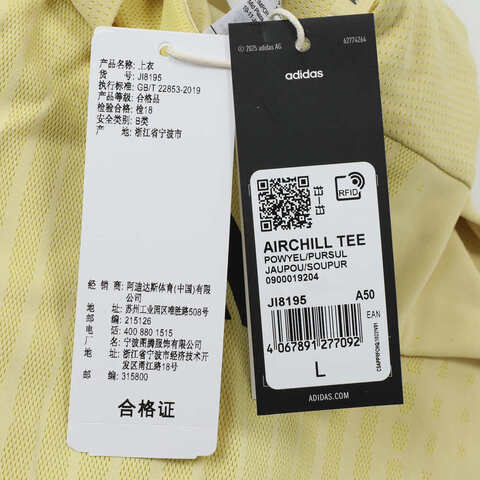 产品名称：上衣
货 号：JI8195
执行标准：GB/T 22853-2019
产品等级：合格品
检验合格：检18
安全类别：B类
产 地：浙江省宁波市
经 销 商：阿迪达斯体育(中国)有限公司
地 址：苏州工业园区唯胜路508号
邮 编：215126
电 话：400 880 1515
厂 名：宁波图腾服饰有限公司
地 址：浙江省宁波市经济技术开发区甬江路18号
邮 编：315800
合格证
© 2025 adidas AG
62774264
adidas
RFID
AIRCHILL TEE
POWYEL/PURSUL
JAUPOU/SOUPUR
0900019204
JI8195 A50
EAN
4 067891 277092
L
ADIDAS.COM